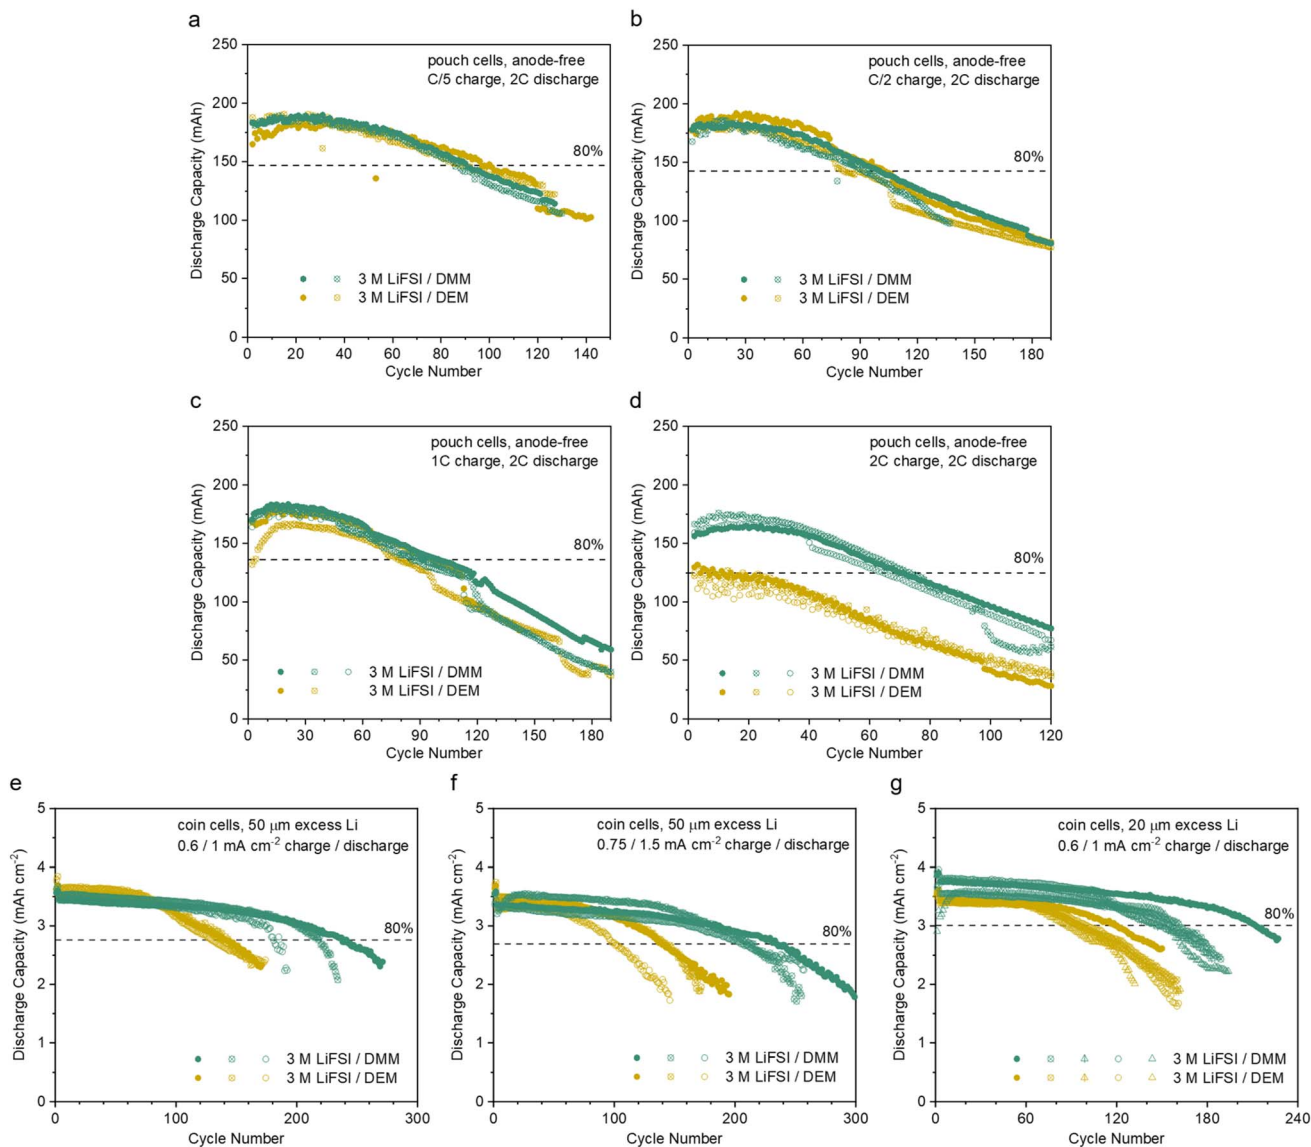 a
250
200
150
100
50
0
Discharge Capacity (mAh)
pouch cells, anode-free
C/5 charge, 2C discharge
80%
3 M LiFSI / DMM
3 M LiFSI / DEM
0 20 40 60 80 100 120 140
Cycle Number
b
250
200
150
100
50
0
Discharge Capacity (mAh)
pouch cells, anode-free
C/2 charge, 2C discharge
80%
3 M LiFSI / DMM
3 M LiFSI / DEM
0 30 60 90 120 150 190
Cycle Number
c
250
200
150
100
50
0
Discharge Capacity (mAh)
pouch cells, anode-free
1C charge, 2C discharge
80%
3 M LiFSI / DMM
3 M LiFSI / DEM
0 30 60 90 120 150 180
Cycle Number
d
250
200
150
100
50
0
Discharge Capacity (mAh)
pouch cells, anode-free
2C charge, 2C discharge
80%
3 M LiFSI / DMM
3 M LiFSI / DEM
0 20 40 60 80 100 120
Cycle Number
e
5
4
3
2
1
0
Discharge Capacity (mAh cm⁻²)
coin cells, 50 μm excess Li
0.6 / 1 mA cm⁻² charge / discharge
80%
3 M LiFSI / DMM
3 M LiFSI / DEM
0 100 200 300
Cycle Number
f
5
4
3
2
1
0
Discharge Capacity (mAh cm⁻²)
coin cells, 50 μm excess Li
0.75 / 1.5 mA cm⁻² charge / discharge
80%
3 M LiFSI / DMM
3 M LiFSI / DEM
0 100 200 300
Cycle Number
g
5
4
3
2
1
0
Discharge Capacity (mAh cm⁻²)
coin cells, 20 μm excess Li
0.6 / 1 mA cm⁻² charge / discharge
80%
3 M LiFSI / DMM
3 M LiFSI / DEM
0 60 120 180 240
Cycle Number